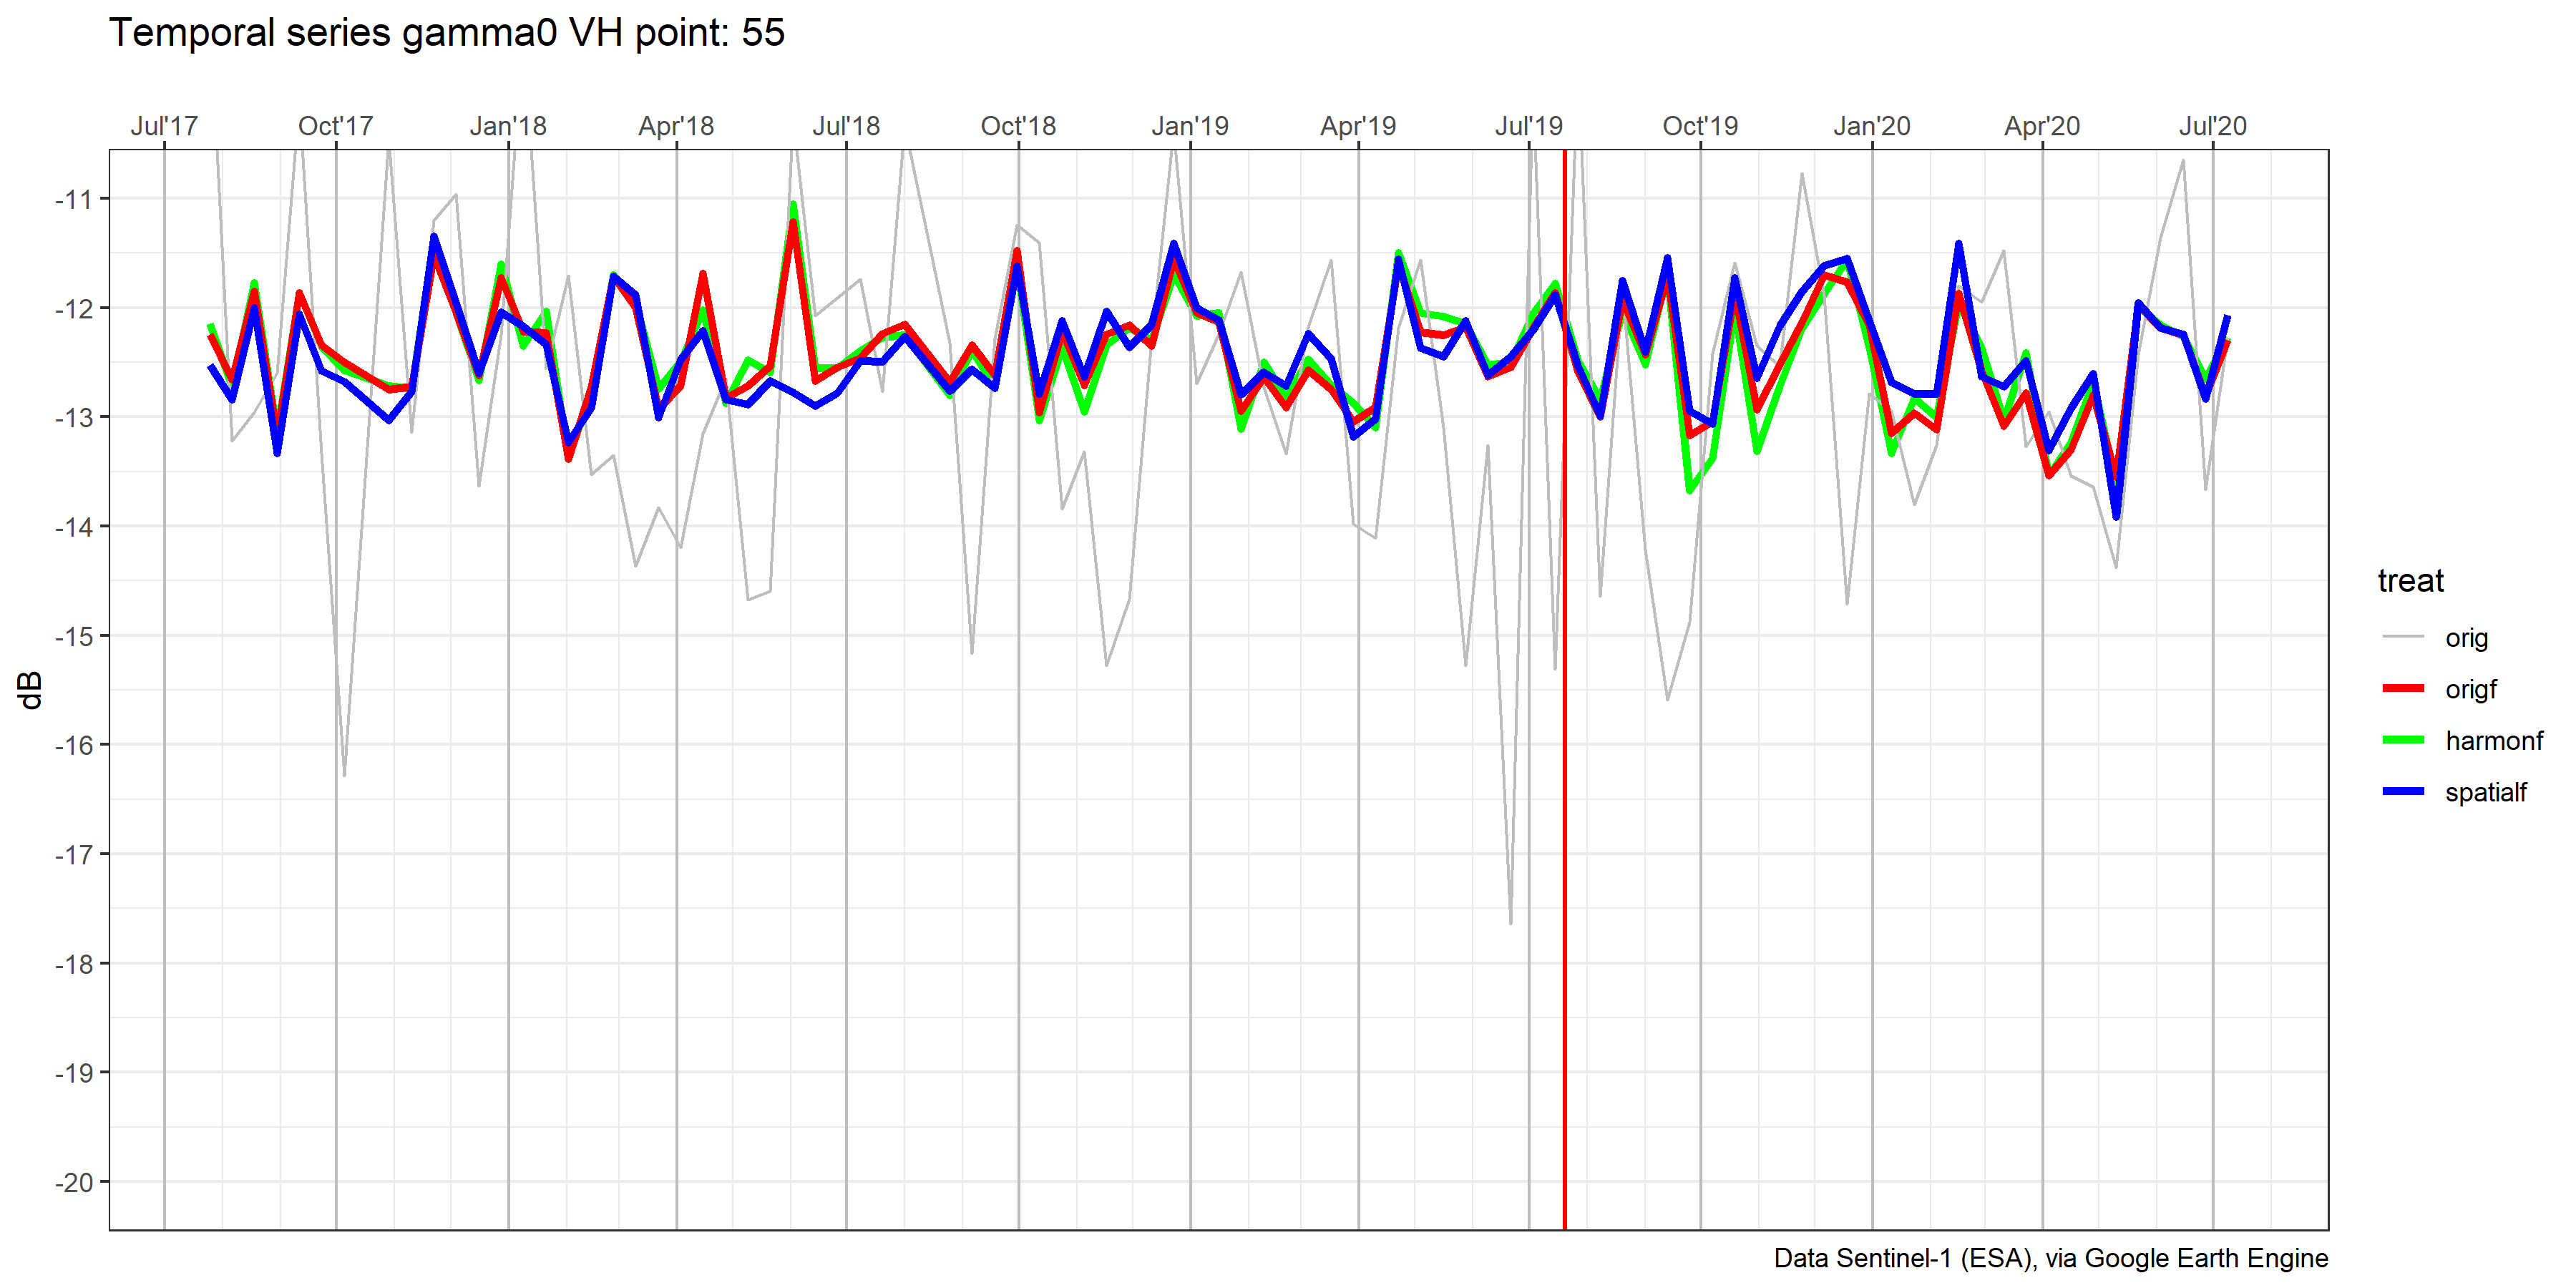 Temporal series gamma0 VH point: 55
Jul'17 Oct'17 Jan'18 Apr'18 Jul'18 Oct'18 Jan'19 Apr'19 Jul'19 Oct'19 Jan'20 Apr'20 Jul'20
-11
-12
-13
-14
-15
-16
-17
-18
-19
-20
dB
treat
orig
origf
harmonf
spatialf
Data Sentinel-1 (ESA), via Google Earth Engine